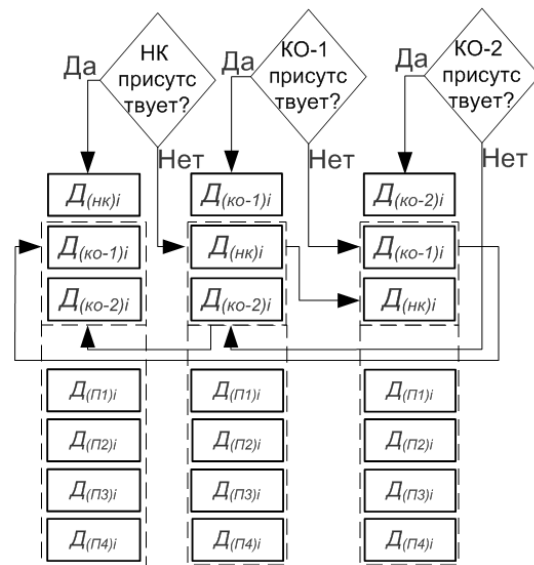 НК
присутс
твует?
КО-1
присутс
твует?
КО-2
присутс
твует?
Да
Да
Да
Нет
Нет
Нет
Д(нк)i
Д(ко-1)i
Д(ко-2)i
Д(ко-1)i
Д(нк)i
Д(ко-1)i
Д(ко-2)i
Д(ко-2)i
Д(нк)i
Д(П1)i
Д(П1)i
Д(П1)i
Д(П2)i
Д(П2)i
Д(П2)i
Д(П3)i
Д(П3)i
Д(П3)i
Д(П4)i
Д(П4)i
Д(П4)i